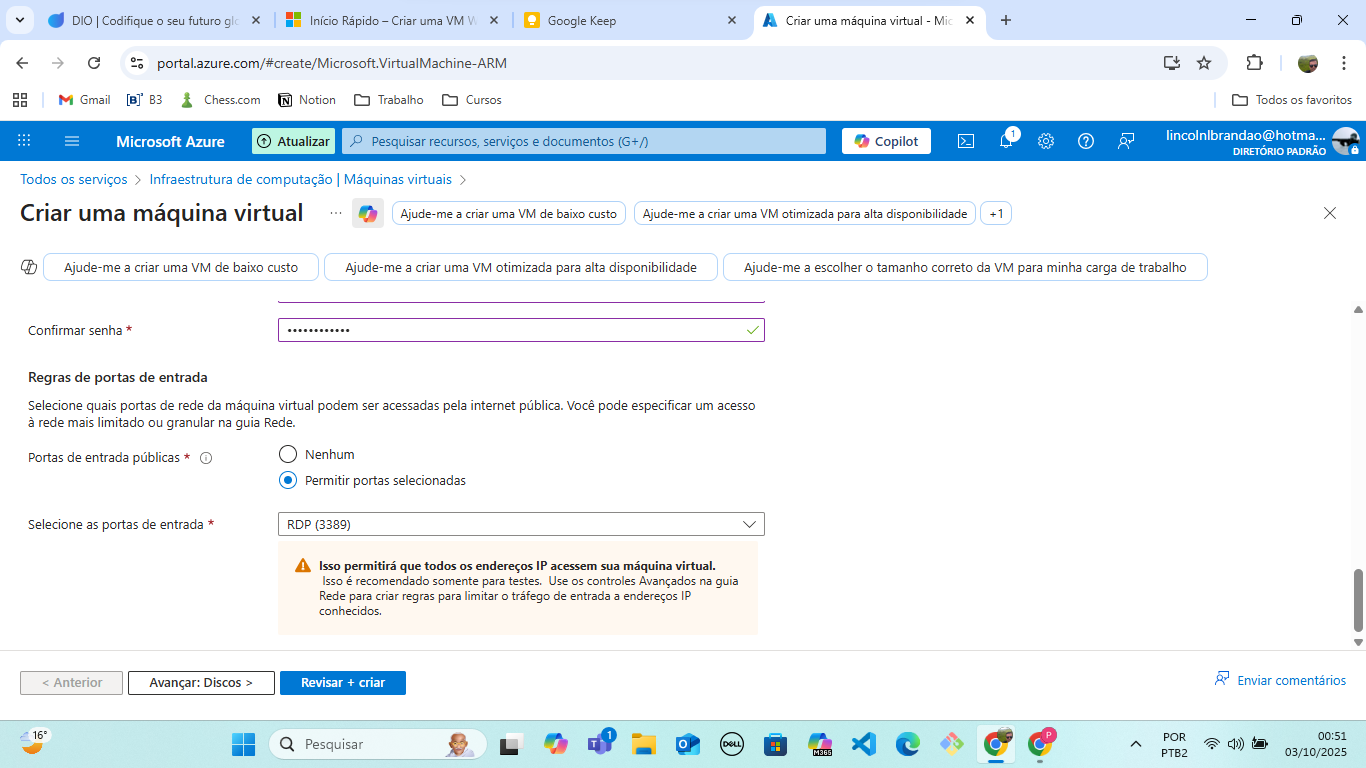 DIO | Codifique o seu futuro glo
Início Rápido – Criar uma VM W
Google Keep
Criar uma máquina virtual - Mic
portal.azure.com/#create/Microsoft.VirtualMachine-ARM
Gmail
B3
Chess.com
Notion
Trabalho
Cursos
Todos os favoritos
Microsoft Azure
Atualizar
Pesquisar recursos, serviços e documentos (G+/)
Copilot
1
lincolnlbrandao@hotma...
DIRETÓRIO PADRÃO
Todos os serviços > Infraestrutura de computação | Máquinas virtuais >
Criar uma máquina virtual
...
Ajude-me a criar uma VM de baixo custo
Ajude-me a criar uma VM otimizada para alta disponibilidade
+1
Ajude-me a criar uma VM de baixo custo
Ajude-me a criar uma VM otimizada para alta disponibilidade
Ajude-me a escolher o tamanho correto da VM para minha carga de trabalho
Confirmar senha *
••••••••••••
Regras de portas de entrada
Selecione quais portas de rede da máquina virtual podem ser acessadas pela internet pública. Você pode especificar um acesso
à rede mais limitado ou granular na guia Rede.
Portas de entrada públicas *
Nenhum
Permitir portas selecionadas
Selecione as portas de entrada *
RDP (3389)
Isso permitirá que todos os endereços IP acessem sua máquina virtual.
Isso é recomendado somente para testes. Use os controles Avançados na guia
Rede para criar regras para limitar o tráfego de entrada a endereços IP
conhecidos.
< Anterior
Avançar: Discos >
Revisar + criar
Enviar comentários
16°
Pesquisar
1
DELL
M365
P
POR
PTB2
00:51
03/10/2025